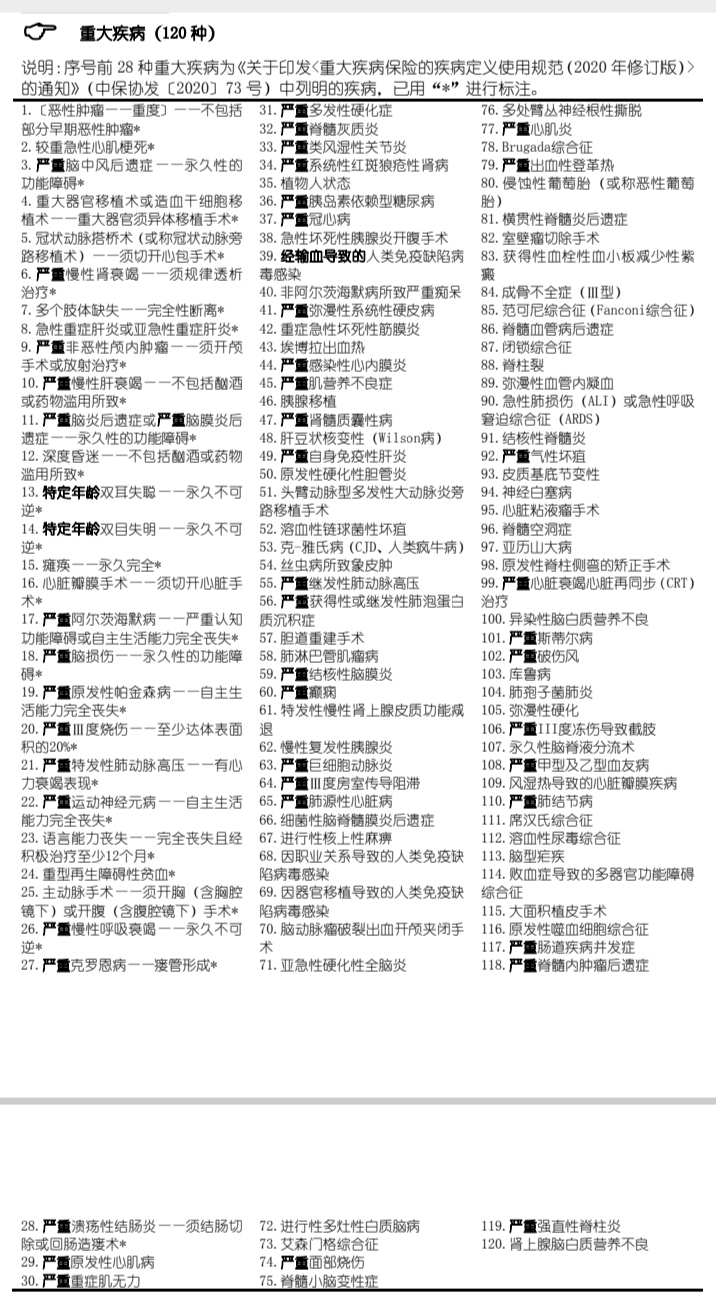 重大疾病（120种）
说明：序号前28种重大疾病为《关于印发<重大疾病保险的疾病定义使用规范(2020年修订版)>
的通知》（中保协发〔2020〕73号）中列明的疾病，已用“*”进行标注。
1.〔恶性肿瘤——重度〕——不包括
部分早期恶性肿瘤*
2.较重急性心肌梗死*
3.严重脑中风后遗症——永久性的
功能障碍*
4.重大器官移植术或造血干细胞移
植术——重大器官须异体移植手术*
5.冠状动脉搭桥术（或称冠状动脉旁
路移植术）——须切开心包手术*
6.严重慢性肾衰竭——须规律透析
治疗*
7.多个肢体缺失——完全性断离*
8.急性重症肝炎或亚急性重症肝炎*
9.严重非恶性颅内肿瘤——须开颅
手术或放射治疗*
10.严重慢性肝衰竭——不包括酗酒
或药物滥用所致*
11.严重脑炎后遗症或严重脑膜炎后
遗症——永久性的功能障碍*
12.深度昏迷——不包括酗酒或药物
滥用所致*
13.特定年龄双耳失聪——永久不可
逆*
14.特定年龄双目失明——永久不可
逆*
15.瘫痪——永久完全*
16.心脏瓣膜手术——须切开心脏手
术*
17.严重阿尔茨海默病——严重认知
功能障碍或自主生活能力完全丧失*
18.严重脑损伤——永久性的功能障
碍*
19.严重原发性帕金森病——自主生
活能力完全丧失*
20.严重Ⅲ度烧伤——至少达体表面
积的20%*
21.严重特发性肺动脉高压——有心
力衰竭表现*
22.严重运动神经元病——自主生活
能力完全丧失*
23.语言能力丧失——完全丧失且经
积极治疗至少12个月*
24.重型再生障碍性贫血*
25.主动脉手术——须开胸（含胸腔
镜下）或开腹（含腹腔镜下）手术*
26.严重慢性呼吸衰竭——永久不可
逆*
27.严重克罗恩病——瘘管形成*
31.严重多发性硬化症
32.严重脊髓灰质炎
33.严重类风湿性关节炎
34.严重系统性红斑狼疮性肾病
35.植物人状态
36.严重胰岛素依赖型糖尿病
37.严重冠心病
38.急性坏死性胰腺炎开腹手术
39.经输血导致的人类免疫缺陷病
毒感染
40.非阿尔茨海默病所致严重痴呆
41.严重弥漫性系统性硬皮病
42.重症急性坏死性筋膜炎
43.埃博拉出血热
44.严重感染性心内膜炎
45.严重肌营养不良症
46.胰腺移植
47.严重肾髓质囊性病
48.肝豆状核变性（Wilson病）
49.严重自身免疫性肝炎
50.原发性硬化性胆管炎
51.头臂动脉型多发性大动脉炎旁
路移植手术
52.溶血性链球菌性坏疽
53.克-雅氏病（CJD、人类疯牛病）
54.丝虫病所致象皮肿
55.严重继发性肺动脉高压
56.严重获得性或继发性肺泡蛋白
质沉积症
57.胆道重建手术
58.肺淋巴管肌瘤病
59.严重结核性脑膜炎
60.严重癫痫
61.特发性慢性肾上腺皮质功能减
退
62.慢性复发性胰腺炎
63.严重巨细胞动脉炎
64.严重Ⅲ度房室传导阻滞
65.严重肺源性心脏病
66.细菌性脑脊髓膜炎后遗症
67.进行性核上性麻痹
68.因职业关系导致的人类免疫缺
陷病毒感染
69.因器官移植导致的人类免疫缺
陷病毒感染
70.脑动脉瘤破裂出血开颅夹闭手
术
71.亚急性硬化性全脑炎
76.多处臂丛神经根性撕脱
77.严重心肌炎
78.Brugada综合征
79.严重出血性登革热
80.侵蚀性葡萄胎（或称恶性葡萄
胎）
81.横贯性脊髓炎后遗症
82.室壁瘤切除手术
83.获得性血栓性血小板减少性紫
癜
84.成骨不全症（Ⅲ型）
85.范可尼综合征(Fanconi综合征)
86.脊髓血管病后遗症
87.闭锁综合征
88.脊柱裂
89.弥漫性血管内凝血
90.急性肺损伤（ALI）或急性呼吸
窘迫综合征（ARDS）
91.结核性脊髓炎
92.严重气性坏疽
93.皮质基底节变性
94.神经白塞病
95.心脏粘液瘤手术
96.脊髓空洞症
97.亚历山大病
98.原发性脊柱侧弯的矫正手术
99.严重心脏衰竭心脏再同步(CRT)
治疗
100.异染性脑白质营养不良
101.严重斯蒂尔病
102.严重破伤风
103.库鲁病
104.肺孢子菌肺炎
105.弥漫性硬化
106.严重III度冻伤导致截肢
107.永久性脑脊液分流术
108.严重甲型及乙型血友病
109.风湿热导致的心脏瓣膜疾病
110.严重肺结节病
111.席汉氏综合征
112.溶血性尿毒综合征
113.脑型疟疾
114.败血症导致的多器官功能障碍
综合征
115.大面积植皮手术
116.原发性噬血细胞综合征
117.严重肠道疾病并发症
118.严重脊髓内肿瘤后遗症
28.严重溃疡性结肠炎——须结肠切
除或回肠造瘘术*
29.严重原发性心肌病
30.严重重症肌无力
72.进行性多灶性白质脑病
73.艾森门格综合征
74.严重面部烧伤
75.脊髓小脑变性症
119.严重强直性脊柱炎
120.肾上腺脑白质营养不良